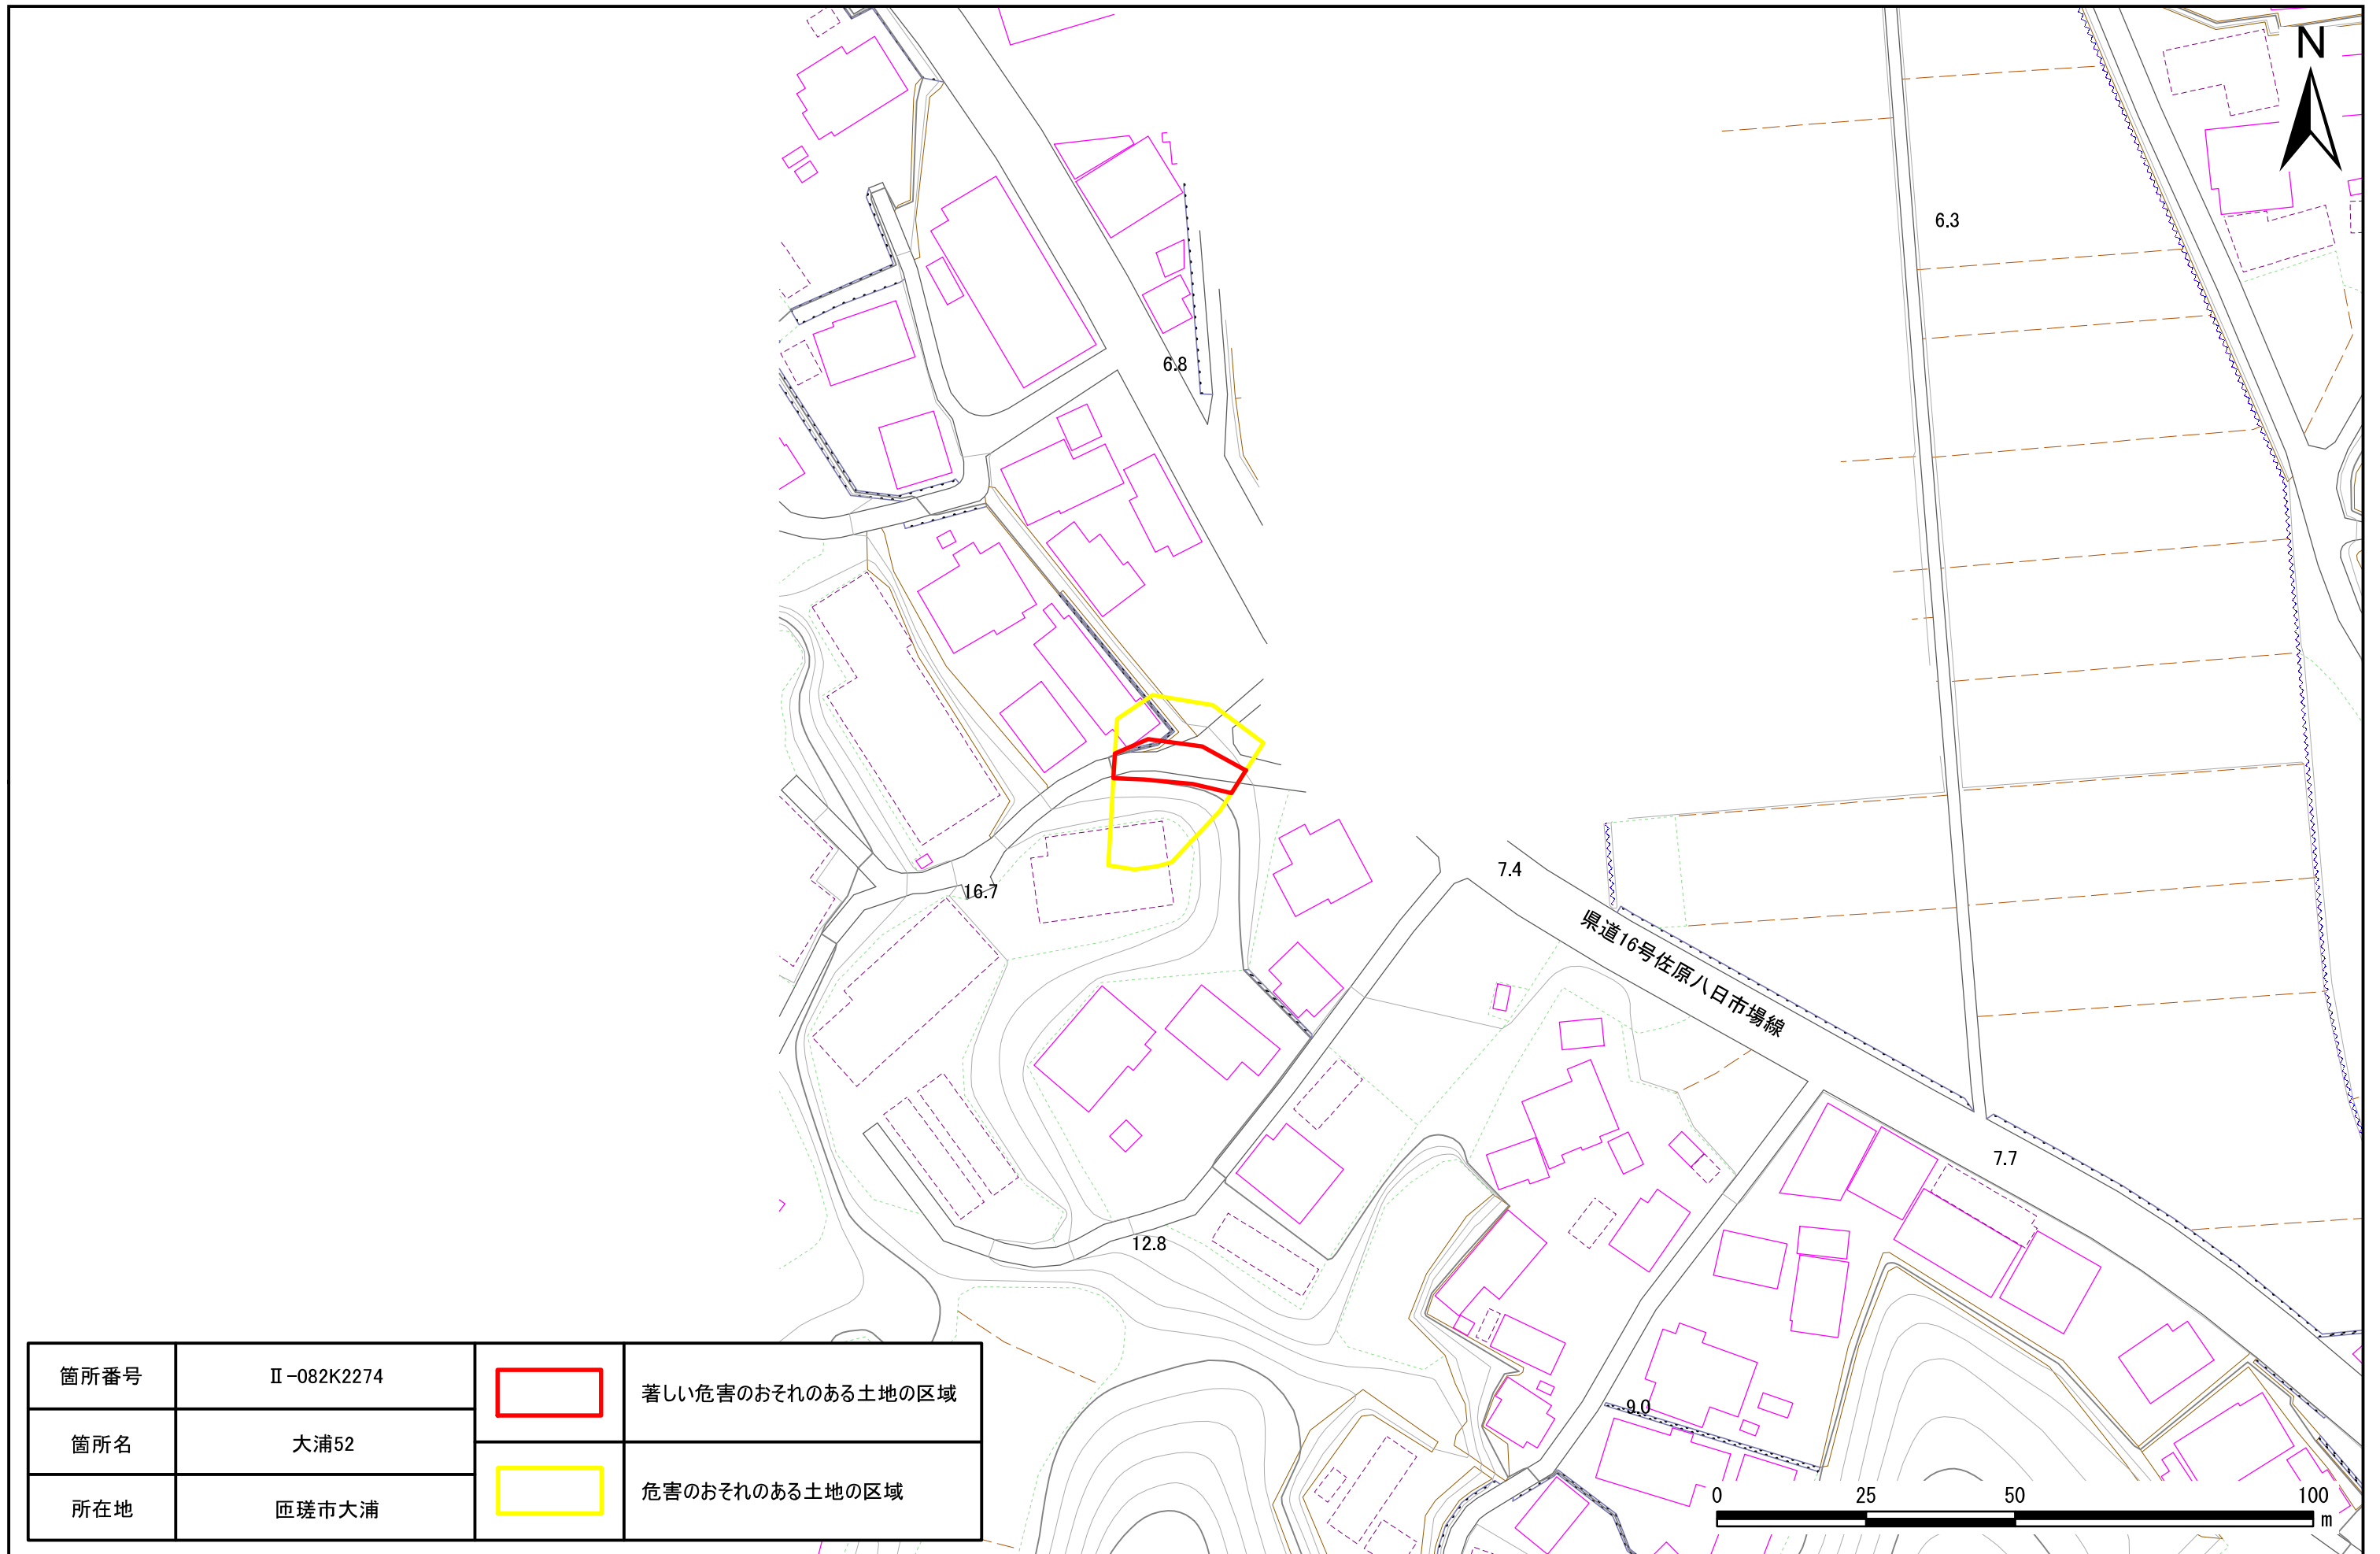 N
6.3
6.8
16.7
7.4
県道16号佐原八日市場線
7.7
12.8
9.0
箇所番号 Ⅱ-082K2274
箇所名 大浦52
所在地 匝瑳市大浦
著しい危害のおそれのある土地の区域
危害のおそれのある土地の区域
0 25 50 100
m